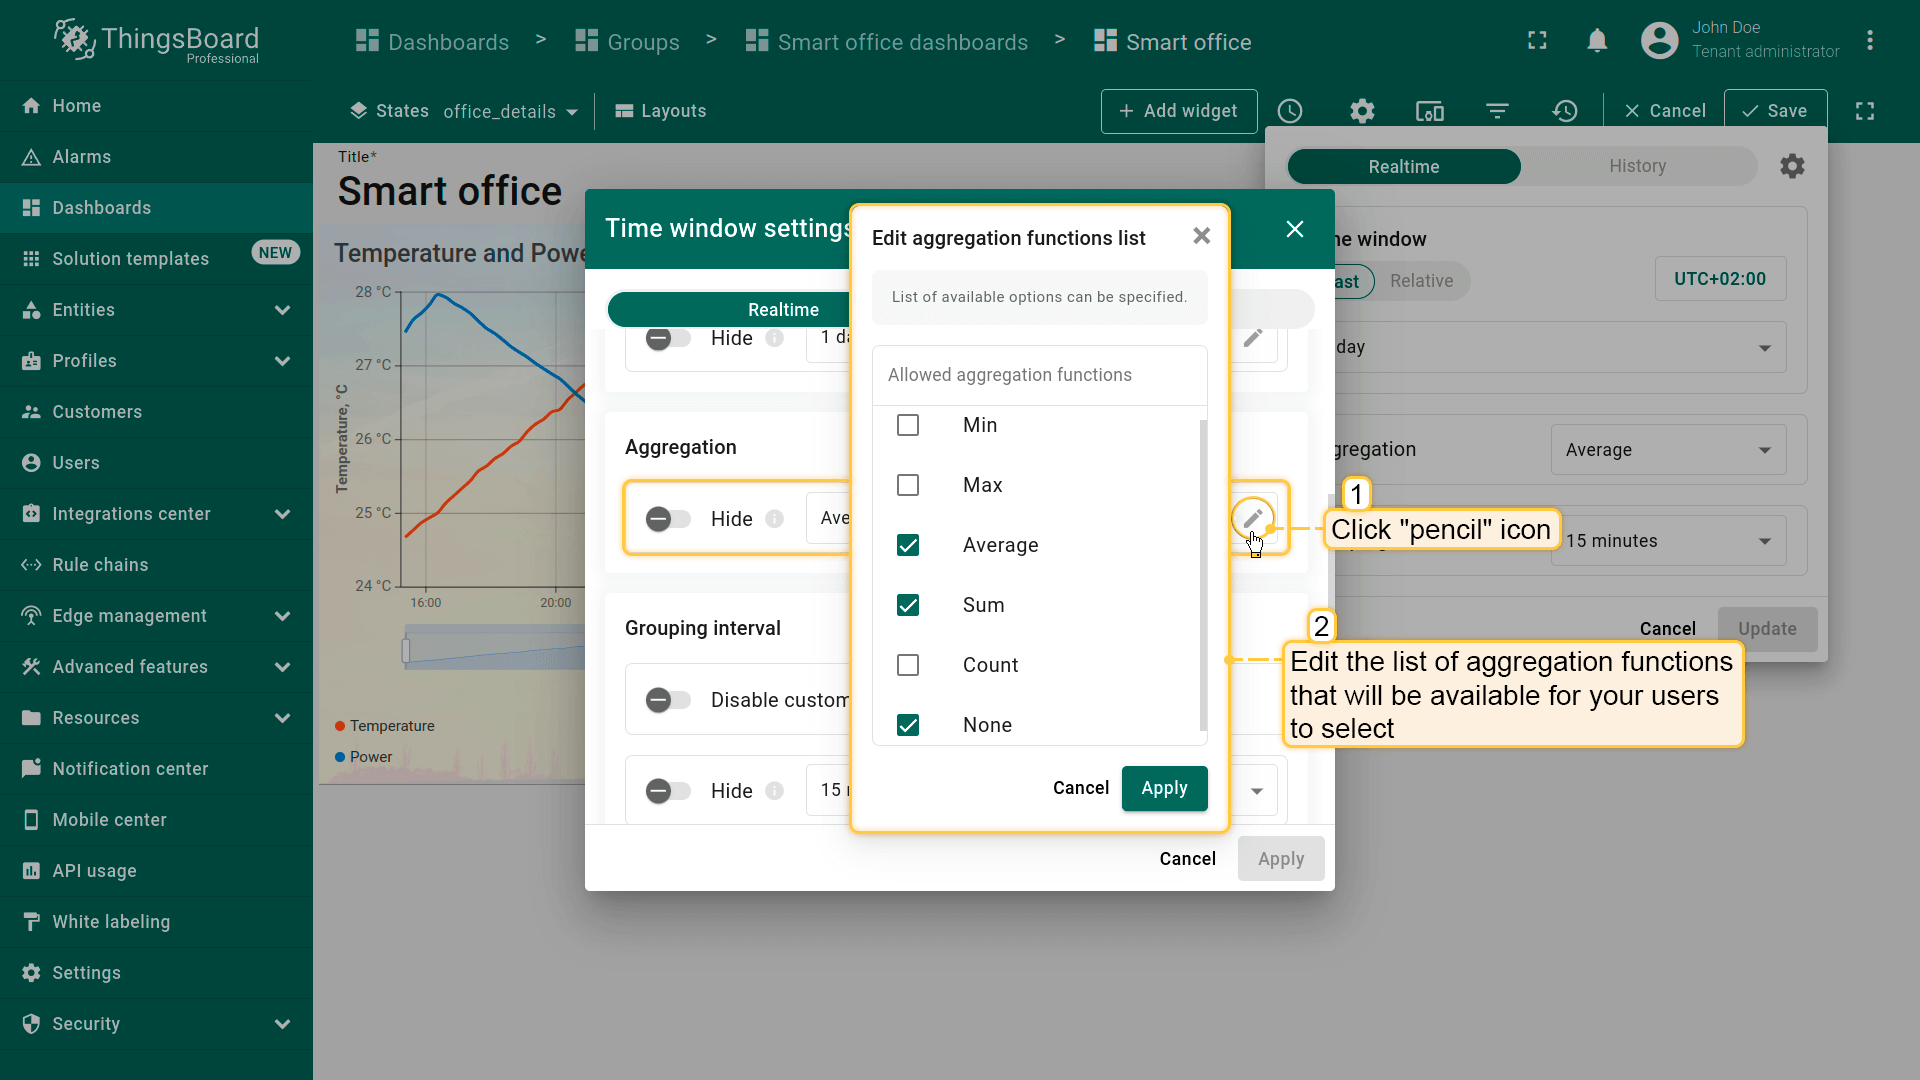 ThingsBoard
Professional
Dashboards > Groups > Smart office dashboards > Smart office
John Doe
Tenant administrator
Home
Alarms
Dashboards
Solution templates NEW
Entities
Profiles
Customers
Users
Integrations center
Rule chains
Edge management
Advanced features
Resources
Notification center
Mobile center
API usage
White labeling
Settings
Security
States office_details
Layouts
+ Add widget
Cancel
Save
Title*
Smart office
Temperature and Powe
28 °C
27 °C
26 °C
25 °C
24 °C
Temperature, °C
16:00
20:00
Temperature
Power
Time window settings
Realtime
Hide
1 da
Aggregation
Hide
Ave
Grouping interval
Disable custom
Hide
15
Cancel
Apply
Edit aggregation functions list
List of available options can be specified.
Allowed aggregation functions
Min
Max
Average
Sum
Count
None
Cancel
Apply
Realtime
History
ne window
ast
Relative
UTC+02:00
day
gregation
Average
15 minutes
Cancel
Update
1
Click "pencil" icon
2
Edit the list of aggregation functions
that will be available for your users
to select